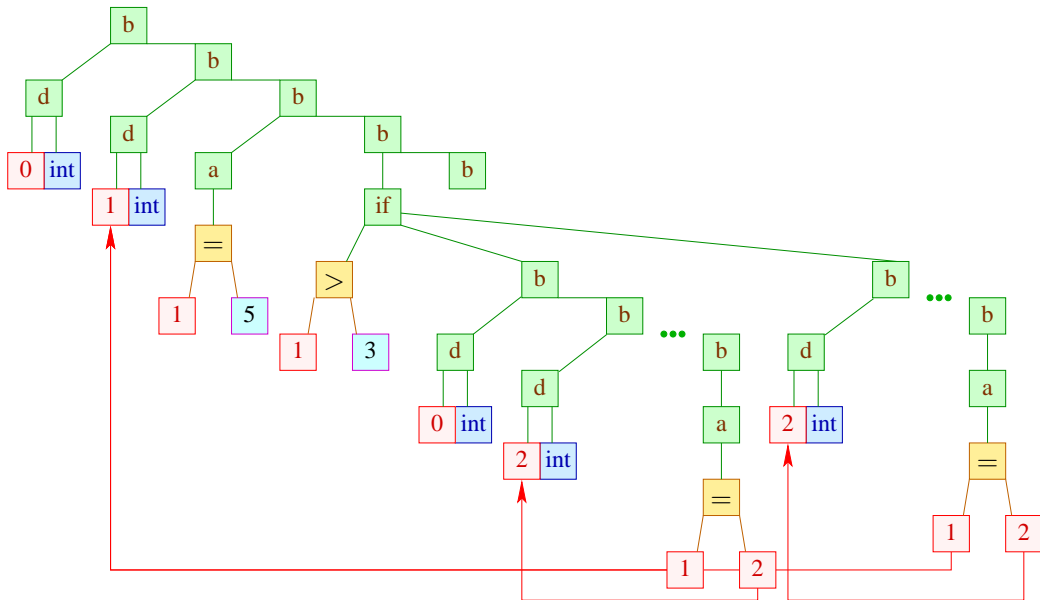 b
b
d b
d b
0 int a b
1 int if
=
> b b
1 5 b b
1 3 d b d
d a
0 int a 2 int
2 int =
=
1 2
1 2